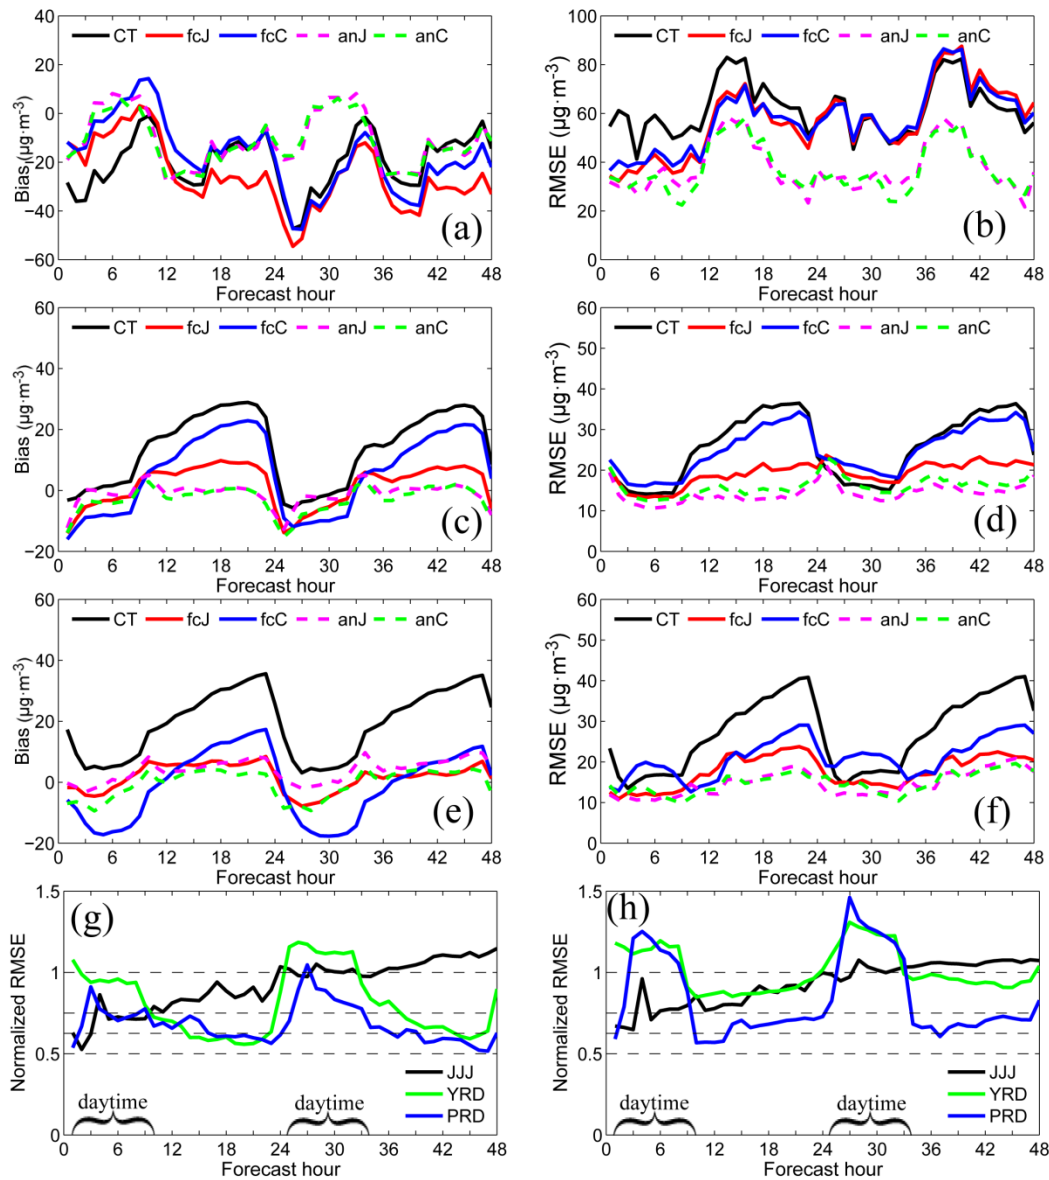 CT fcJ fcC anJ anC
Bias,(µg·m-3)
40
20
0
−20
−40
−60
(a)
0 6 12 18 24 30 36 42 48
Forecast hour
CT fcJ fcC anJ anC
RMSE (µg·m-3)
100
80
60
40
20
0
(b)
0 6 12 18 24 30 36 42 48
Forecast hour
CT fcJ fcC anJ anC
Bias (µg·m-3)
60
40
20
0
−20
(c)
0 6 12 18 24 30 36 42 48
Forecast hour
CT fcJ fcC anJ anC
RMSE (µg·m-3)
60
50
40
30
20
10
0
(d)
0 6 12 18 24 30 36 42 48
Forecast hour
CT fcJ fcC anJ anC
Bias (µg·m-3)
60
40
20
0
−20
(e)
0 6 12 18 24 30 36 42 48
Forecast hour
CT fcJ fcC anJ anC
RMSE (µg·m-3)
60
50
40
30
20
10
0
(f)
0 6 12 18 24 30 36 42 48
Forecast hour
(g)
Normalized RMSE
1.5
1
0.5
0
JJJ
YRD
PRD
daytime daytime
0 6 12 18 24 30 36 42 48
Forecast hour
(h)
Normalized RMSE
1.5
1
0.5
0
JJJ
YRD
PRD
daytime daytime
0 6 12 18 24 30 36 42 48
Forecast hour